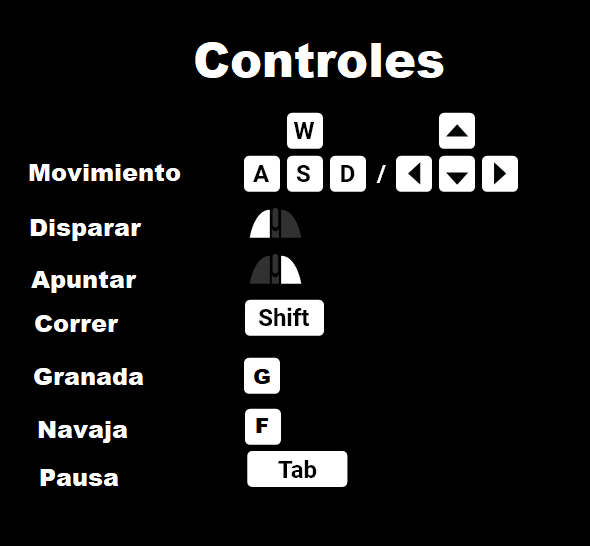 Controles
W
Movimiento A S D /
Disparar
Apuntar
Correr Shift
Granada G
Navaja F
Pausa Tab